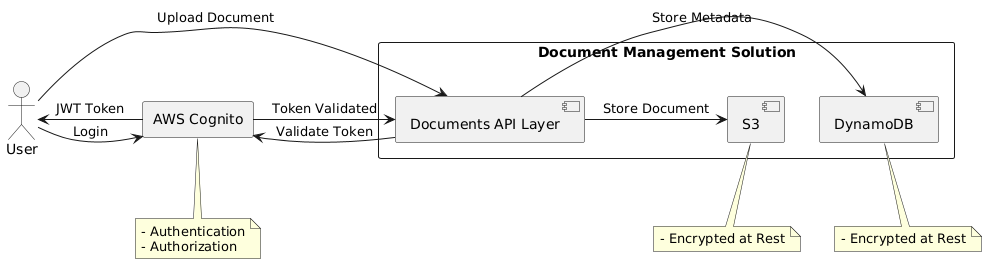 Upload Document
Store Metadata
Document Management Solution
JWT Token
Login
User
AWS Cognito
Token Validated
Validate Token
Documents API Layer
Store Document
S3
DynamoDB
- Authentication
- Authorization
- Encrypted at Rest
- Encrypted at Rest